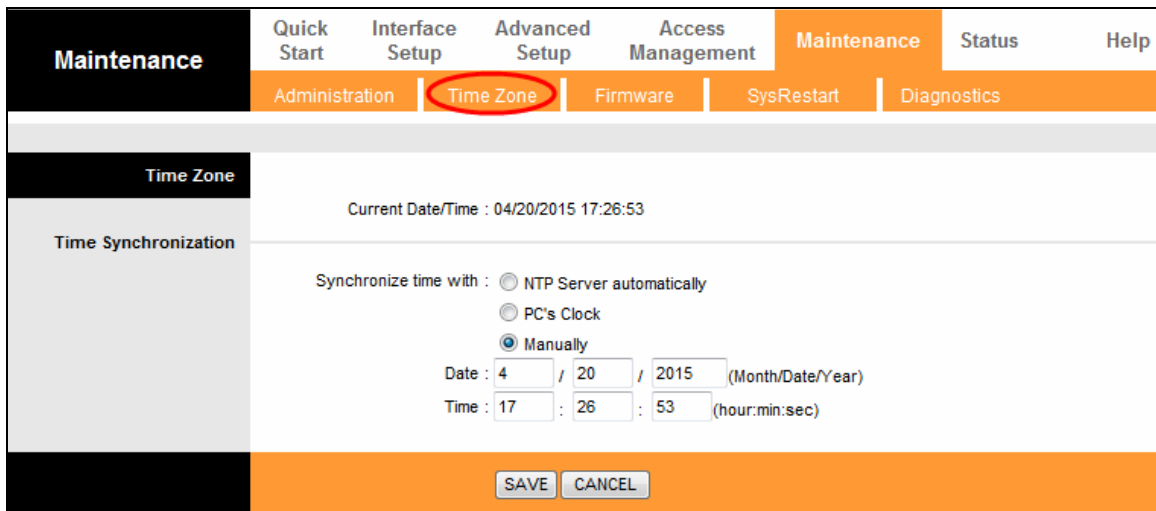 Maintenance
Quick Start
Interface Setup
Advanced Setup
Access Management
Maintenance
Status
Help
Administration
Time Zone
Firmware
SysRestart
Diagnostics
Time Zone
Current Date/Time : 04/20/2015 17:26:53
Time Synchronization
Synchronize time with : NTP Server automatically
PC's Clock
Manually
Date : 4 / 20 / 2015 (Month/Date/Year)
Time : 17 : 26 : 53 (hour:min:sec)
SAVE CANCEL